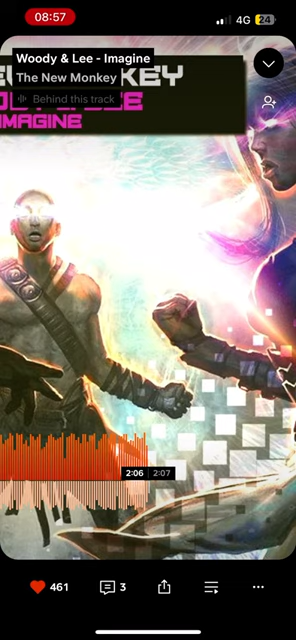 08:57
4G 24
Woody & Lee - Imagine
The New Monkey
Behind this track
KEY
IMAGINE
2:06 2:07
461
3